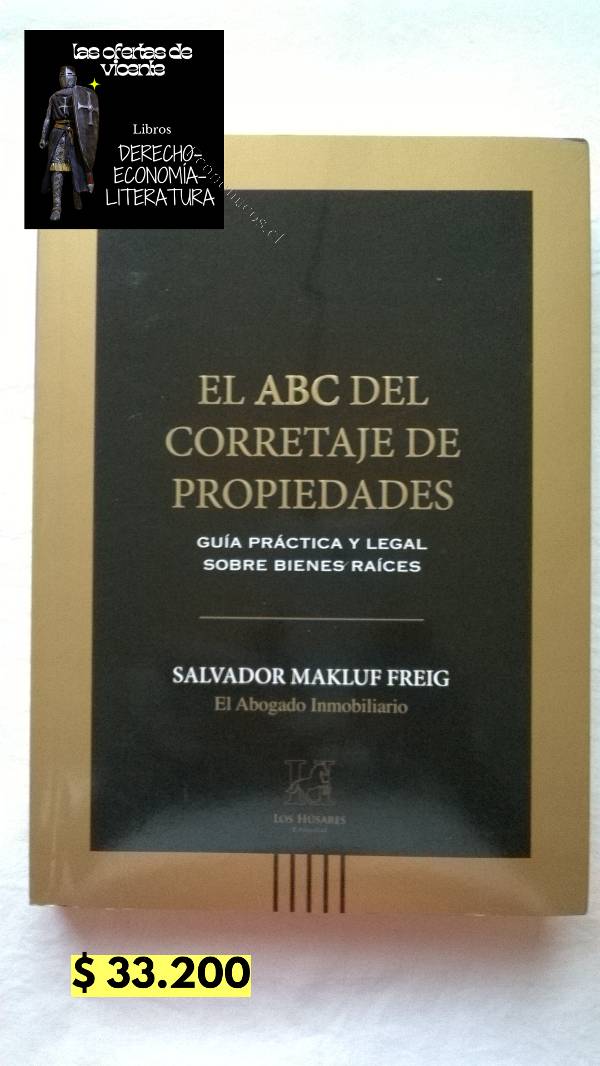 las ofertas de
vicente
Libros
DERECHO-
ECONOMÍA-
LITERATURA
EL ABC DEL
CORRETAJE DE
PROPIEDADES
GUÍA PRÁCTICA Y LEGAL
SOBRE BIENES RAÍCES
SALVADOR MAKLUF FREIG
El Abogado Inmobiliario
LOS HUSARES
$ 33.200